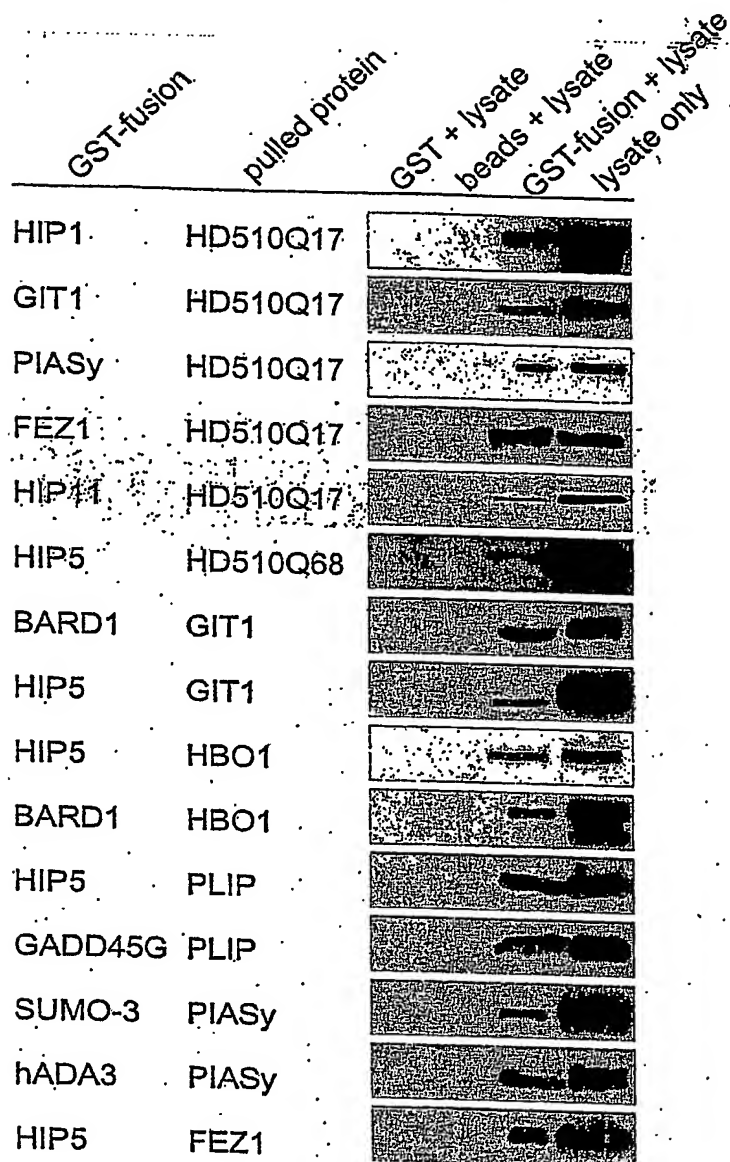 GST-fusion pulled protein GST + lysate beads + lysate GST-fusion + lysate lysate only
HIP1 HD510Q17
GIT1 HD510Q17
PIASy HD510Q17
FEZ1 HD510Q17
HIP11 HD510Q17
HIP5 HD510Q68
BARD1 GIT1
HIP5 GIT1
HIP5 HBO1
BARD1 HBO1
HIP5 PLIP
GADD45G PLIP
SUMO-3 PIASy
hADA3 PIASy
HIP5 FEZ1